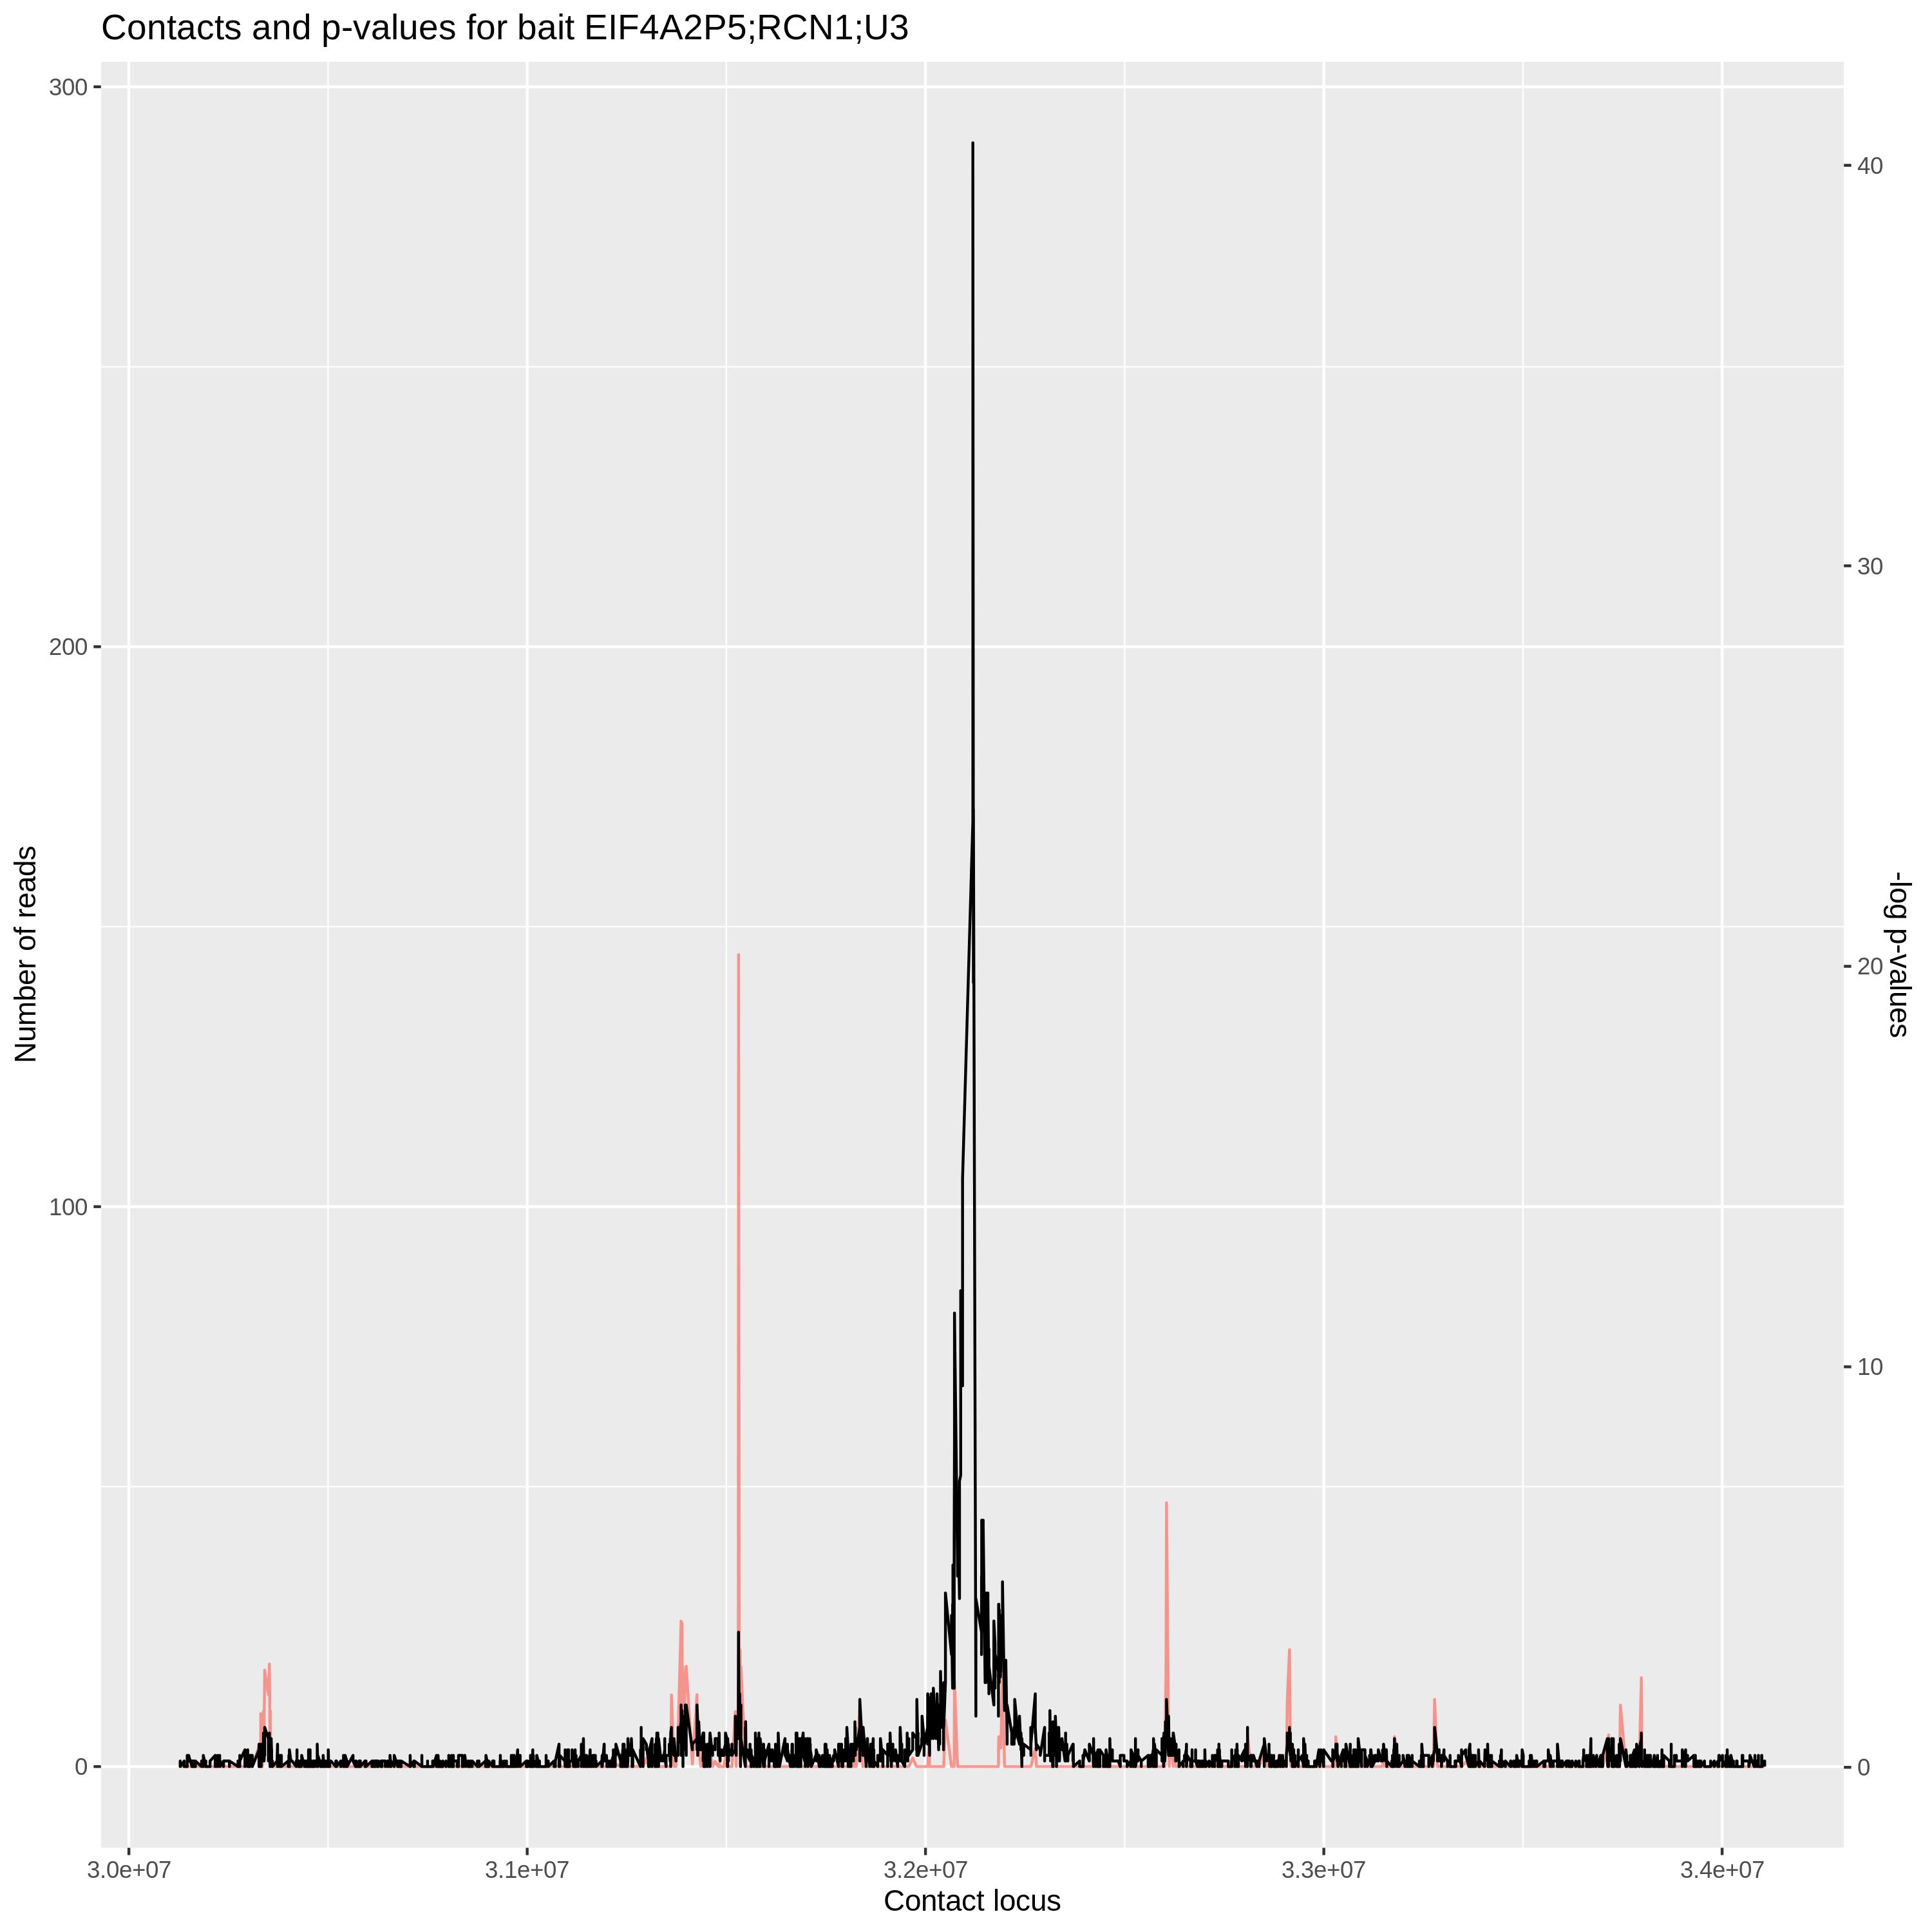 Contacts and p-values for bait EIF4A2P5;RCN1;U3
300
200
100
0
Number of reads
40
30
20
10
0
-log p-values
3.0e+07
3.1e+07
3.2e+07
3.3e+07
3.4e+07
Contact locus